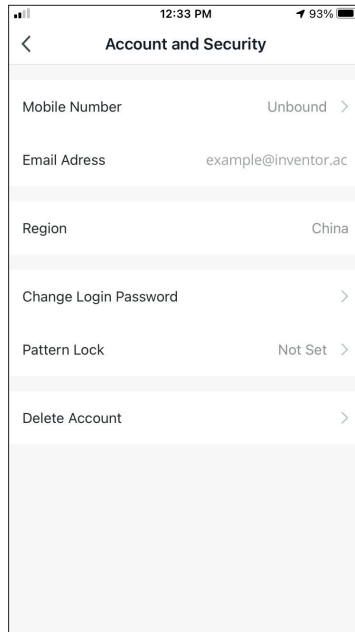 12:33 PM 93%
Account and Security
Mobile Number Unbound
Email Adress example@inventor.ac
Region China
Change Login Password
Pattern Lock Not Set
Delete Account